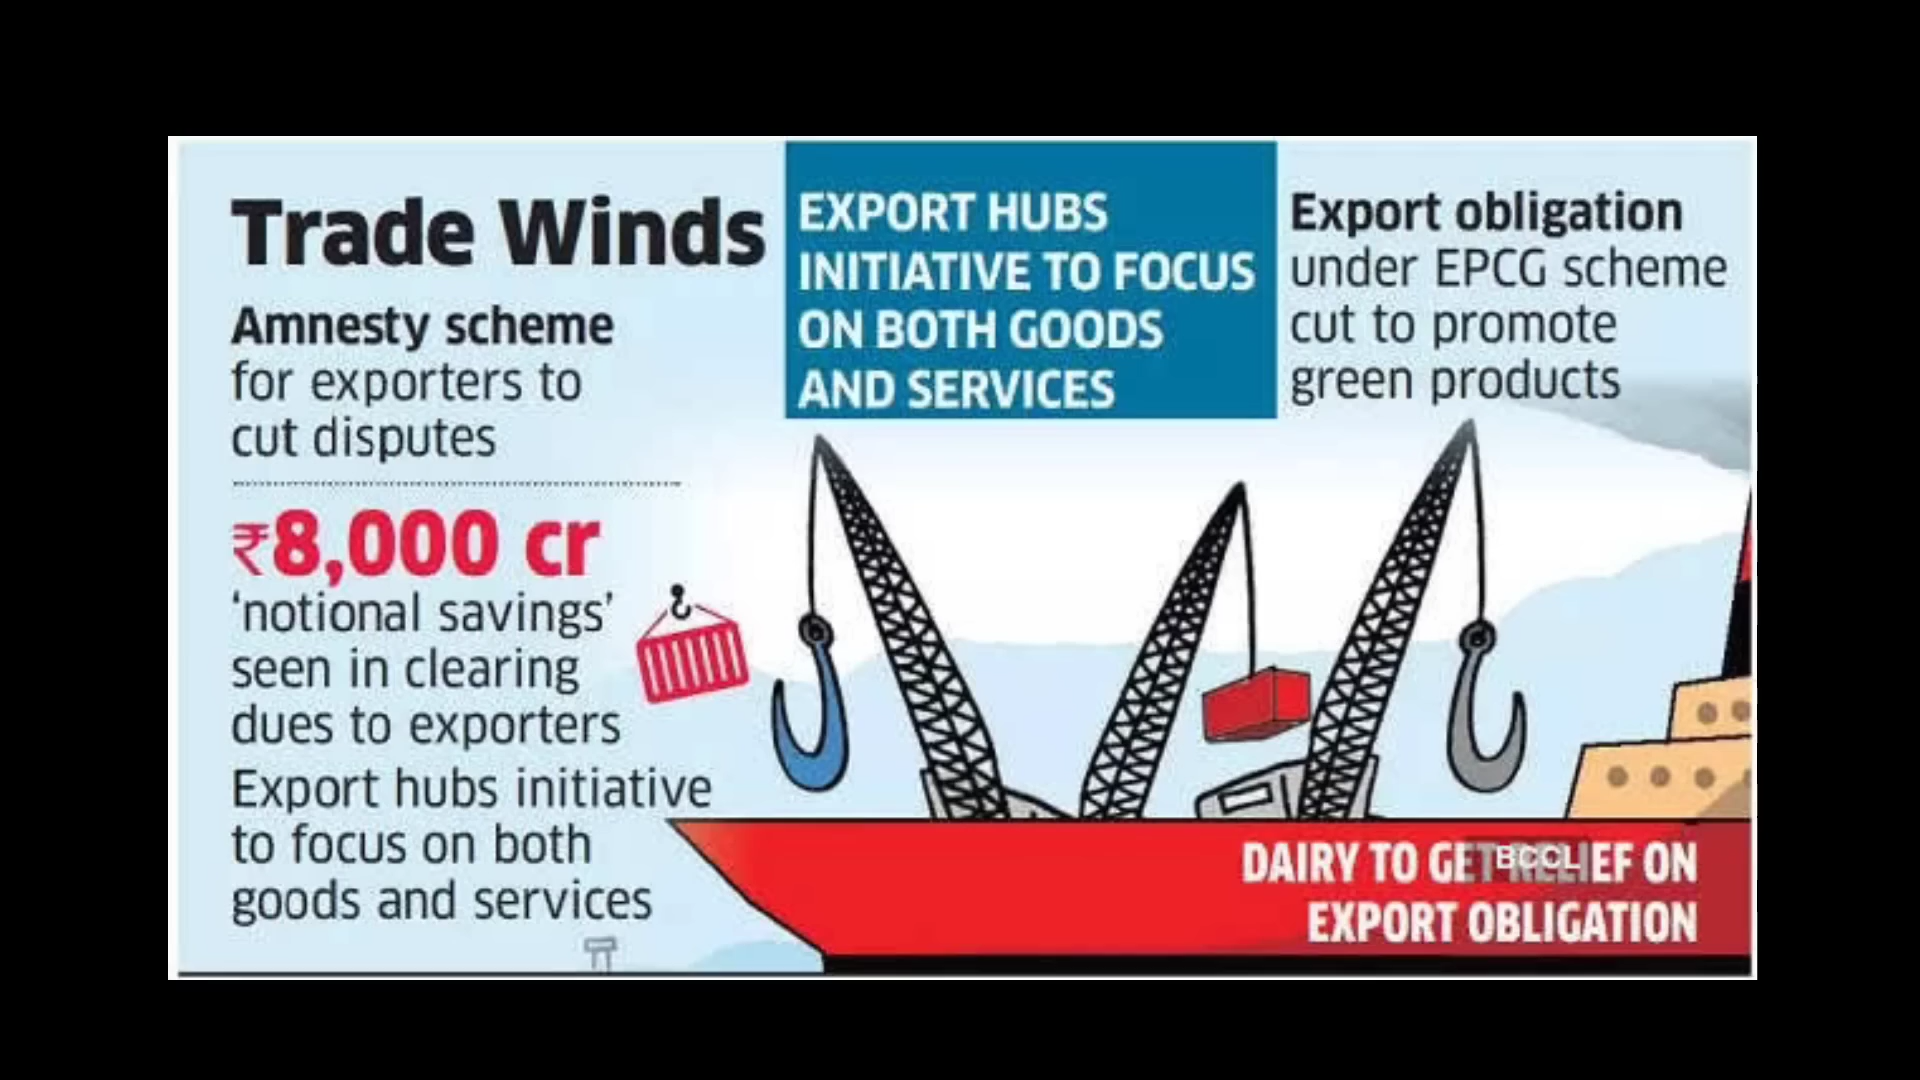 Trade Winds
Amnesty scheme
for exporters to
cut disputes
₹8,000 cr
‘notional savings’
seen in clearing
dues to exporters
Export hubs initiative
to focus on both
goods and services
EXPORT HUBS
INITIATIVE TO FOCUS
ON BOTH GOODS
AND SERVICES
Export obligation
under EPCG scheme
cut to promote
green products
DAIRY TO GET RELIEF ON
EXPORT OBLIGATION
BCCL